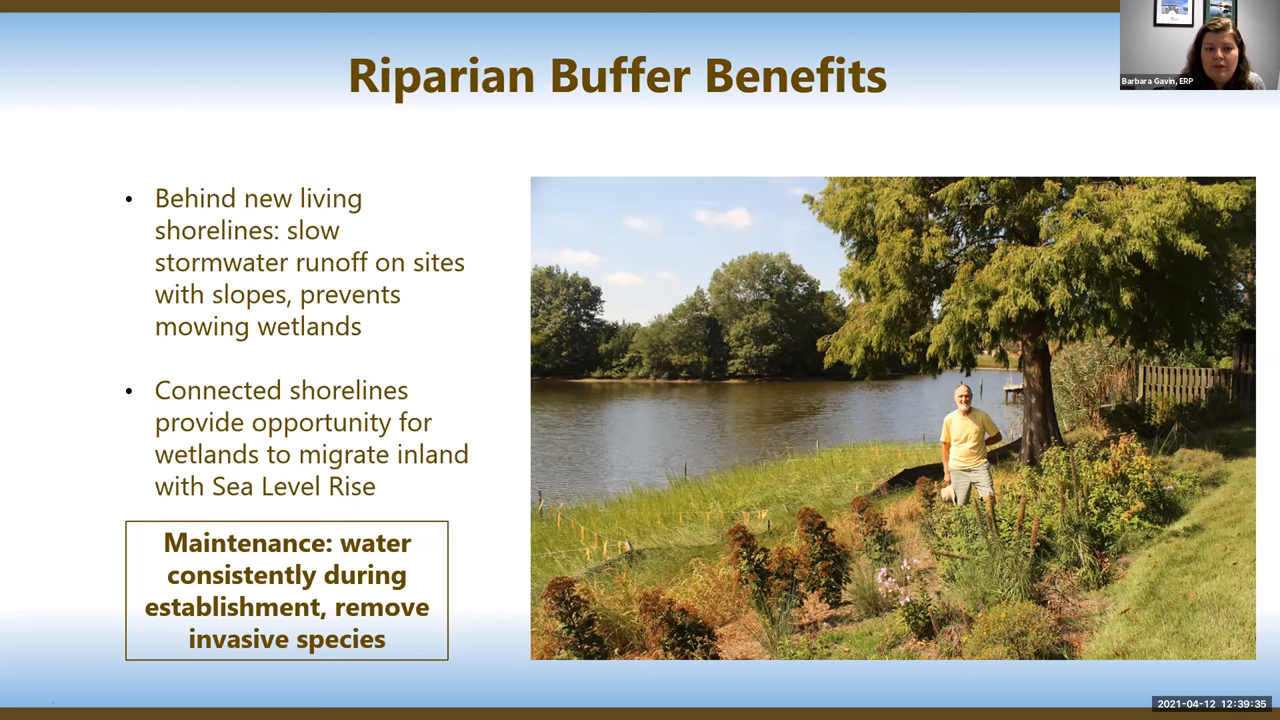 Riparian Buffer Benefits
Barbara Gavin, ERP
• Behind new living
shorelines: slow
stormwater runoff on sites
with slopes, prevents
mowing wetlands
• Connected shorelines
provide opportunity for
wetlands to migrate inland
with Sea Level Rise
Maintenance: water
consistently during
establishment, remove
invasive species
2021-04-12 12:39:35